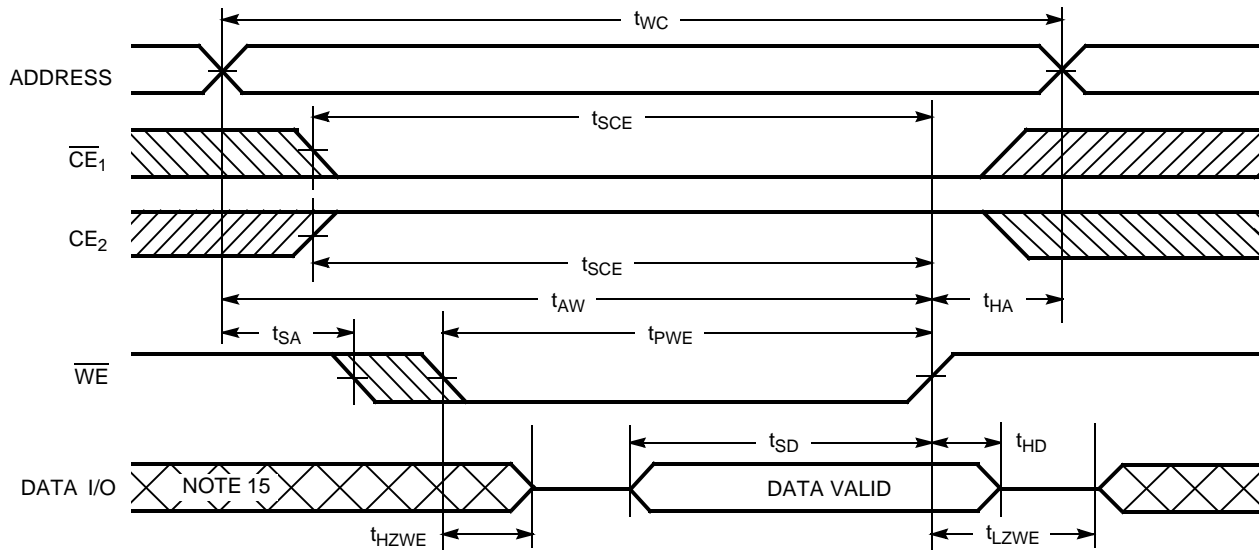 tWC
ADDRESS
tSCE
CE1
CE2
tSCE
tAW
tHA
tSA
tPWE
WE
tSD
tHD
DATA I/O
NOTE 15
DATA VALID
tHZWE
tLZWE